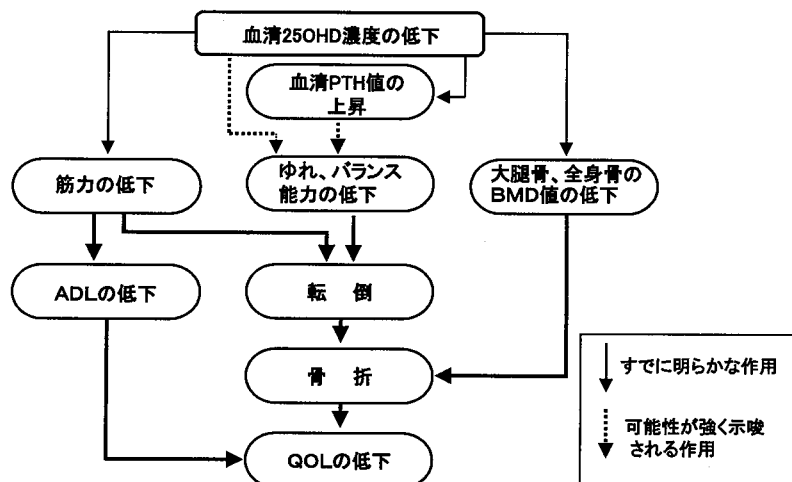 血清25OHD濃度の低下
血清PTH値の
上昇
筋力の低下
ゆれ、バランス
能力の低下
大腿骨、全身骨の
BMD値の低下
ADLの低下
転 倒
骨 折
QOLの低下
すでに明らかな作用
可能性が強く示唆
される作用